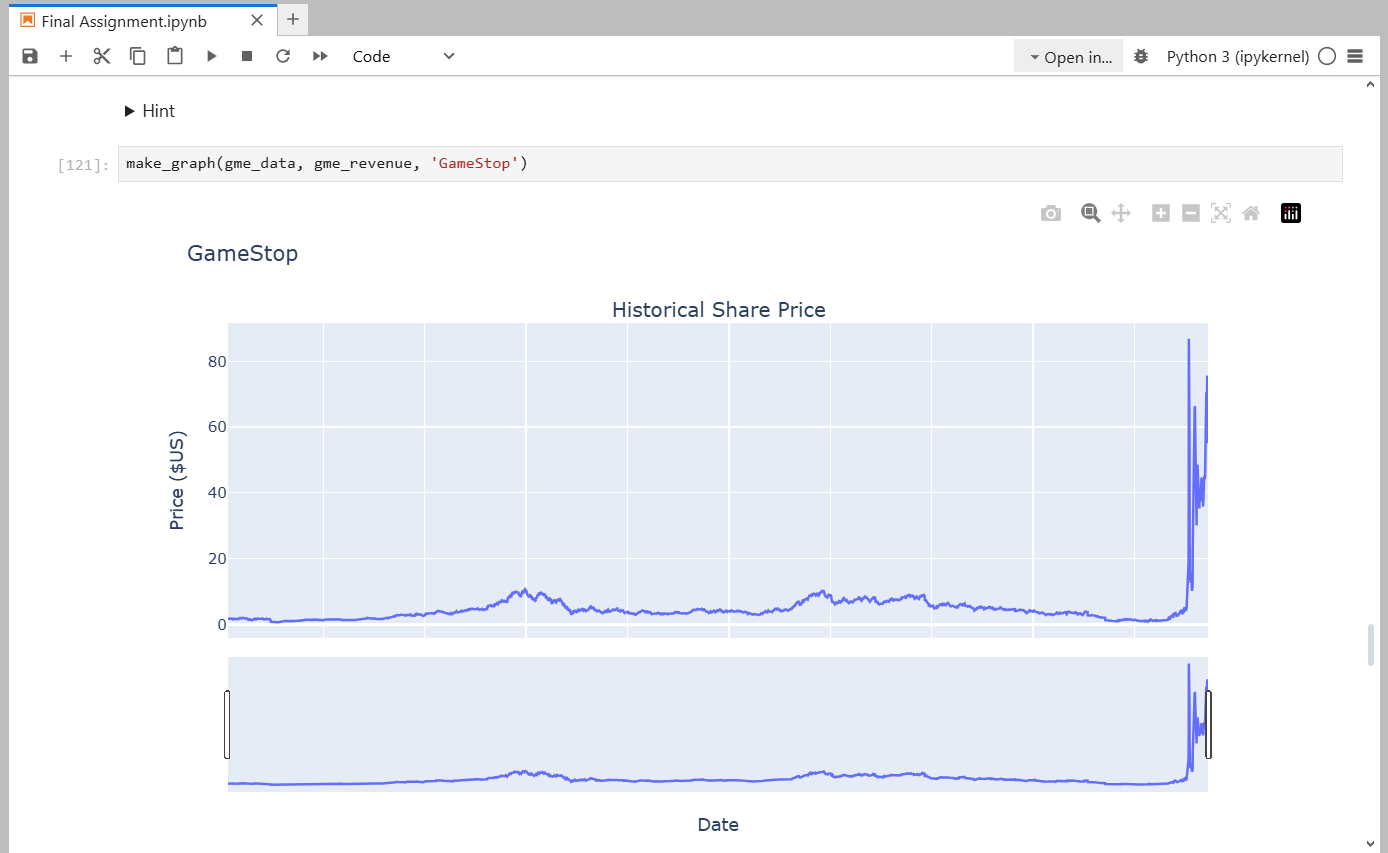 Final Assignment.ipynb
Code
Open in...
Python 3 (ipykernel)
Hint
[121]:
make_graph(gme_data, gme_revenue, 'GameStop')
GameStop
Historical Share Price
80
60
40
20
0
Price ($US)
Date